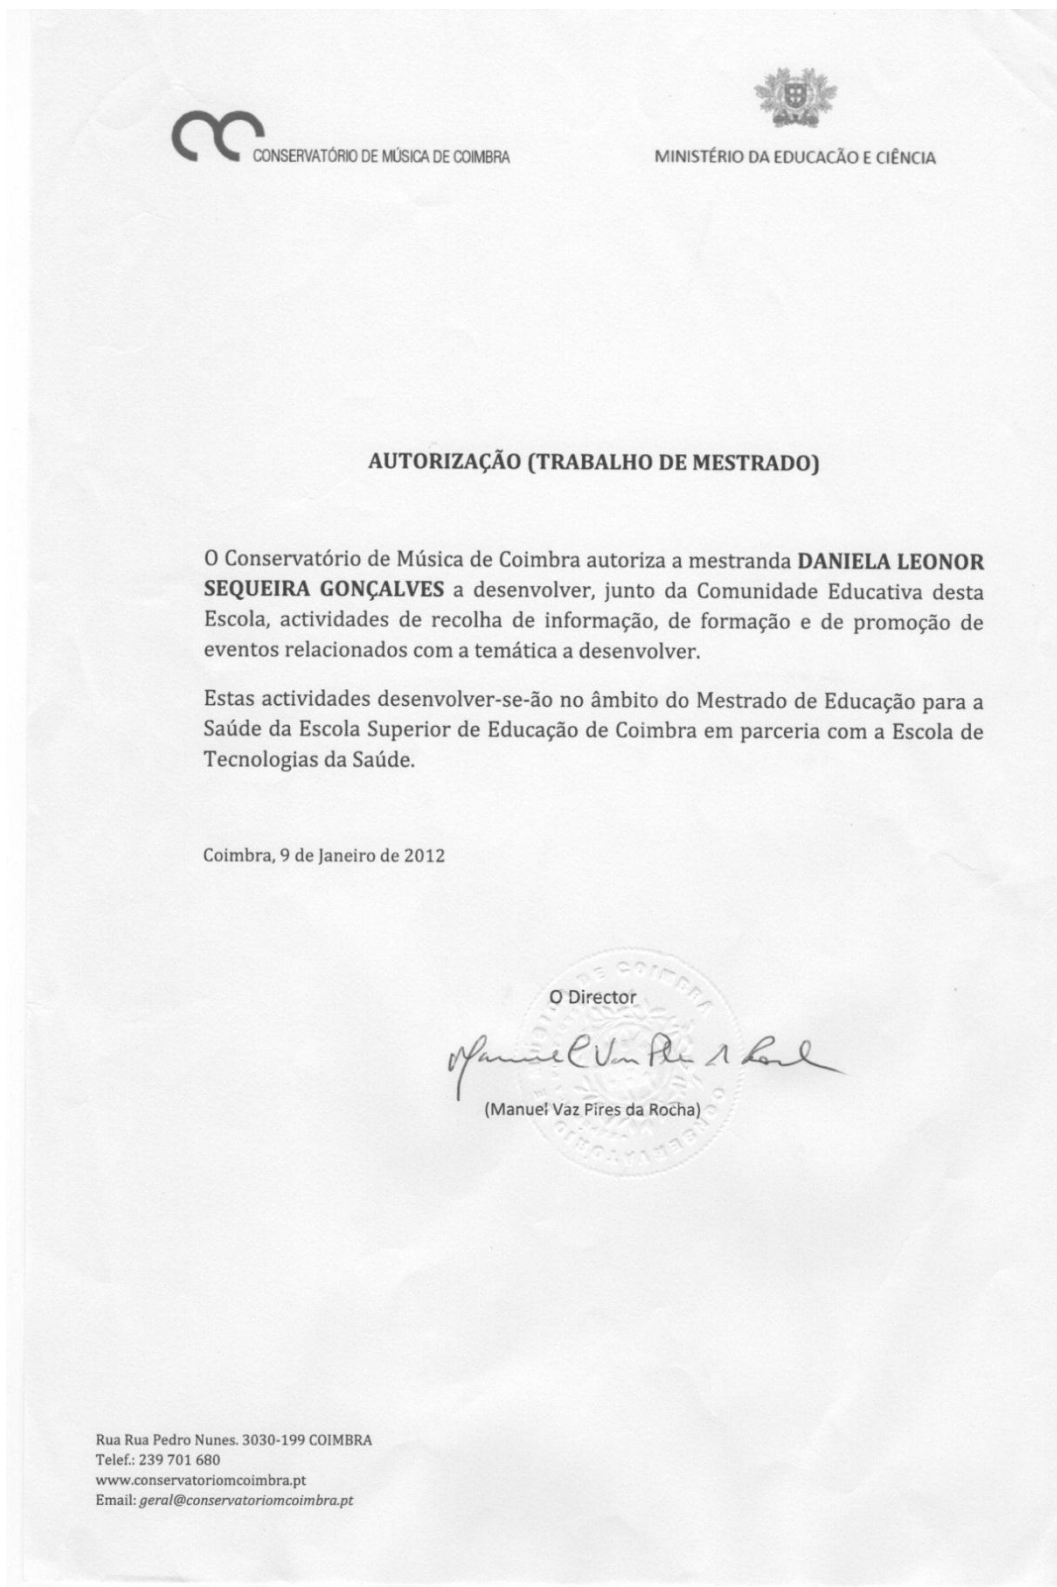 CONSERVATÓRIO DE MÚSICA DE COIMBRA
MINISTÉRIO DA EDUCACÃO E CIÊNCIA
AUTORIZAÇÃO (TRABALHO DE MESTRADO)
O Conservatório de Música de Coimbra autoriza a mestranda DANIELA LEONOR
SEQUEIRA GONÇALVES a desenvolver, junto da Comunidade Educativa desta
Escola, actividades de recolha de informação, de formação e de promoção de
eventos relacionados com a temática a desenvolver.
Estas actividades desenvolver-se-ão no âmbito do Mestrado de Educação para a
Saúde da Escola Superior de Educação de Coimbra em parceria com a Escola de
Tecnologias da Saúde.
Coimbra, 9 de Janeiro de 2012
O Director
(Manuel Vaz Pires da Rocha)
CONSERVATORIO DE MUSICA DE COIMBRA
Rua Rua Pedro Nunes. 3030-199 COIMBRA
Telef.: 239 701 680
www.conservatoriomcoimbra.pt
Email: geral@conservatoriomcoimbra.pt